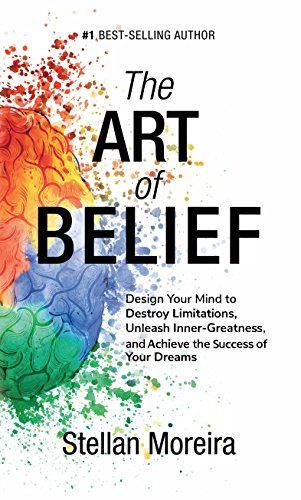 #1 BEST-SELLING AUTHOR
The
ART
of
BELIEF
Design Your Mind to
Destroy Limitations,
Unleash Inner-Greatness,
and Achieve the Success of
Your Dreams
Stellan Moreira